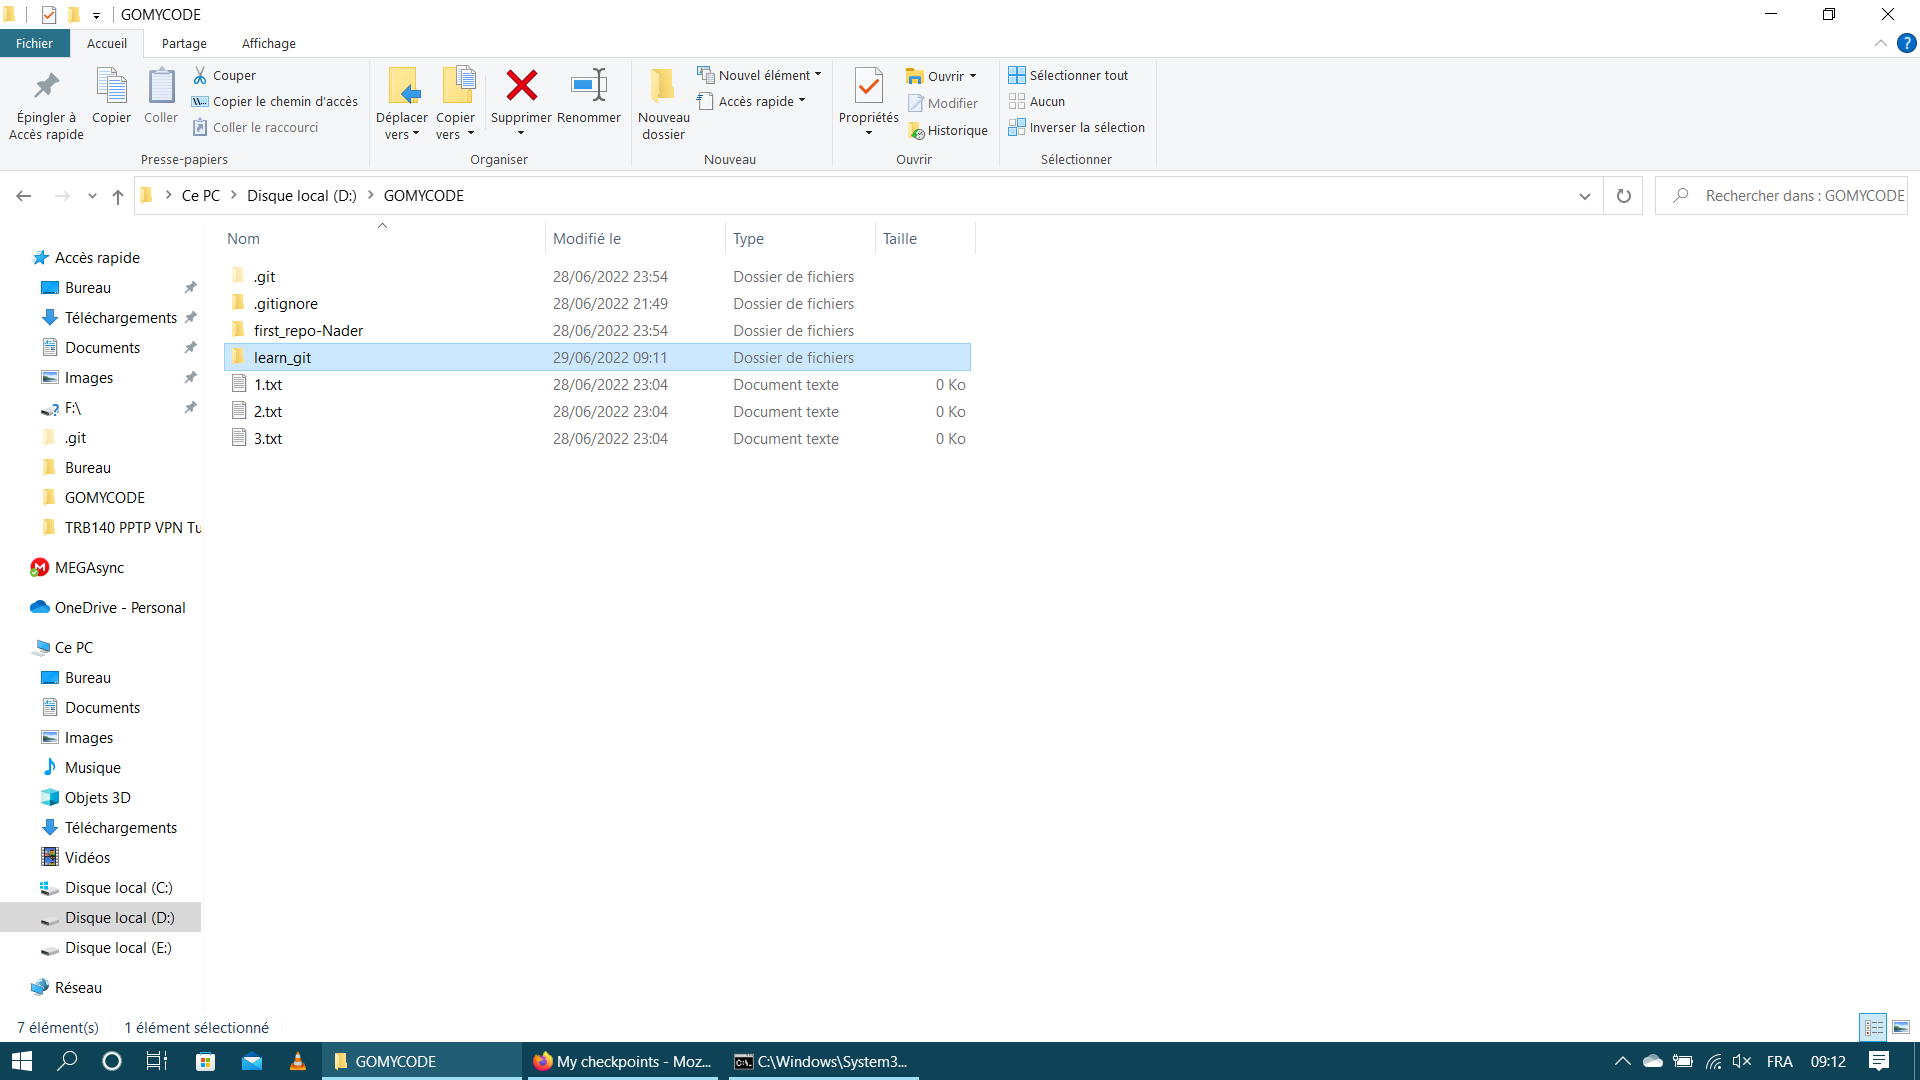 GOMYCODE
Fichier Accueil Partage Affichage
Épingler à Accès rapide
Copier
Coller
Couper
Copier le chemin d'accès
Coller le raccourci
Presse-papiers
Déplacer vers
Copier vers
Supprimer
Renommer
Organiser
Nouveau dossier
Nouvel élément
Accès rapide
Nouveau
Propriétés
Ouvrir
Modifier
Historique
Ouvrir
Sélectionner tout
Aucun
Inverser la sélection
Sélectionner
Ce PC Disque local (D:) GOMYCODE
Rechercher dans : GOMYCODE
Accès rapide
Bureau
Téléchargements
Documents
Images
F:\
.git
Bureau
GOMYCODE
TRB140 PPTP VPN Tu
MEGAsync
OneDrive - Personal
Ce PC
Bureau
Documents
Images
Musique
Objets 3D
Téléchargements
Vidéos
Disque local (C:)
Disque local (D:)
Disque local (E:)
Réseau
Nom Modifié le Type Taille
.git 28/06/2022 23:54 Dossier de fichiers
.gitignore 28/06/2022 21:49 Dossier de fichiers
first_repo-Nader 28/06/2022 23:54 Dossier de fichiers
learn_git 29/06/2022 09:11 Dossier de fichiers
1.txt 28/06/2022 23:04 Document texte 0 Ko
2.txt 28/06/2022 23:04 Document texte 0 Ko
3.txt 28/06/2022 23:04 Document texte 0 Ko
7 élément(s) 1 élément sélectionné
GOMYCODE
My checkpoints - Moz...
C:\Windows\System3...
FRA 09:12